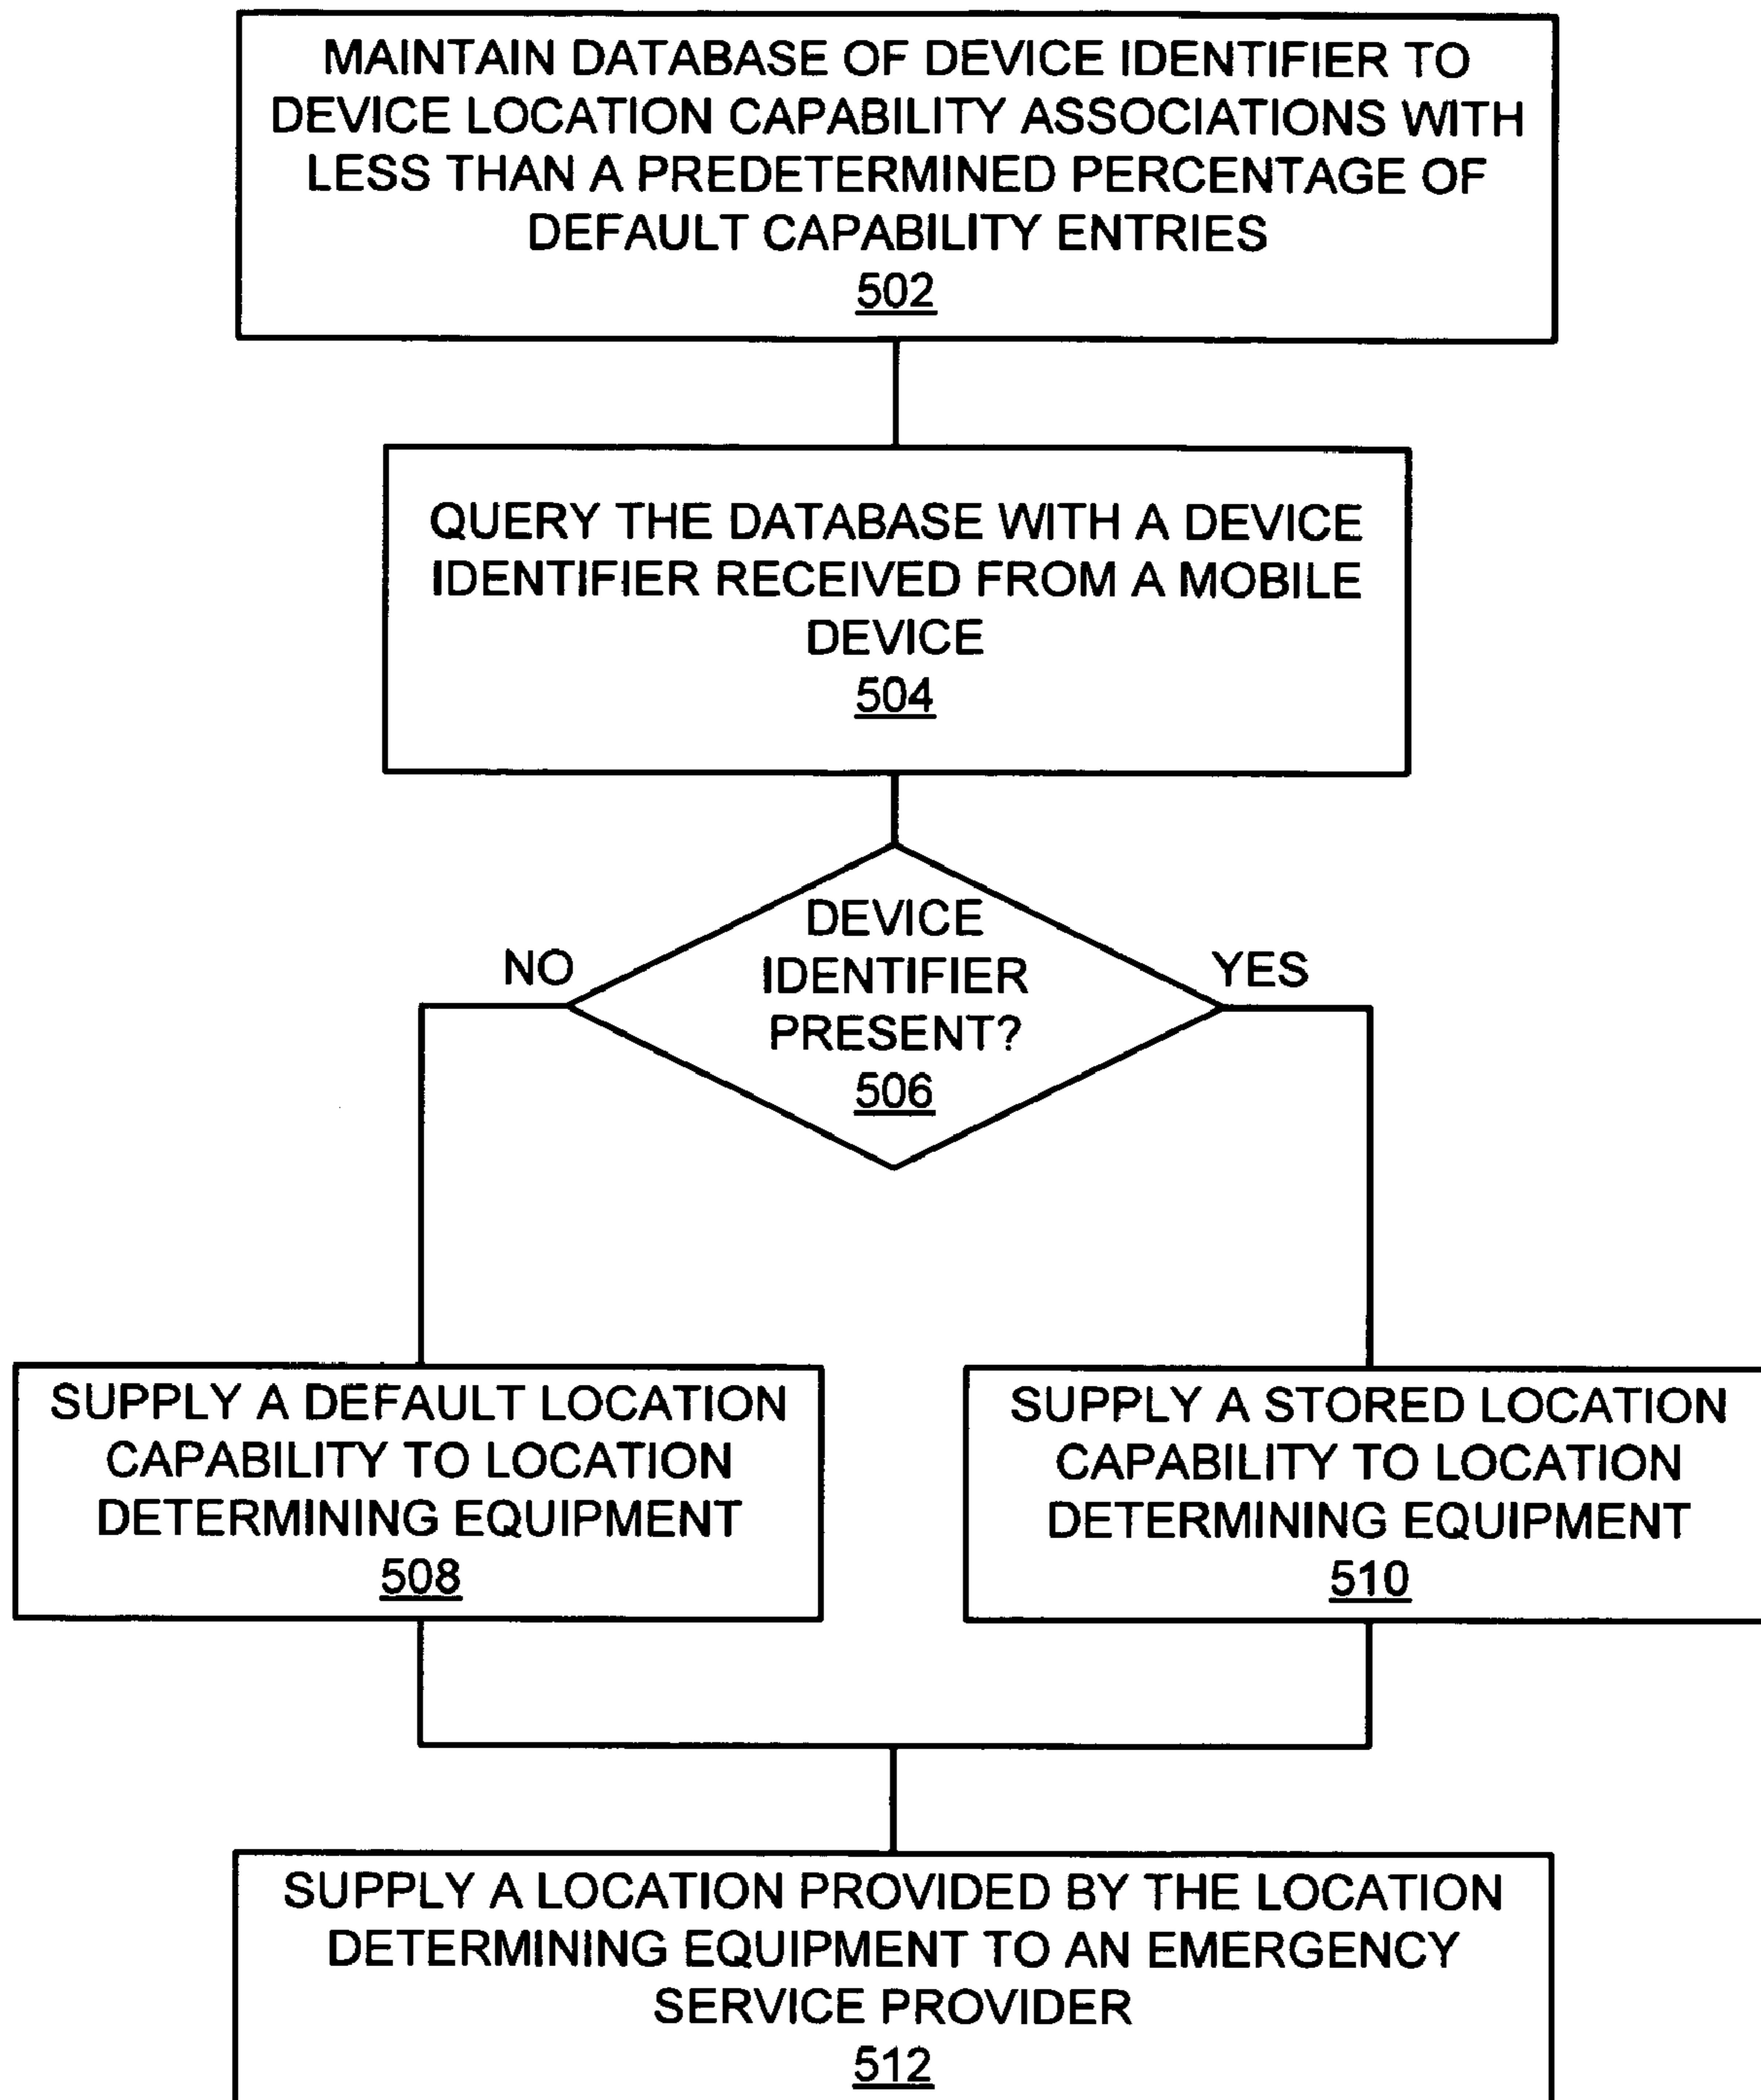 MAINTAIN DATABASE OF DEVICE IDENTIFIER TO
DEVICE LOCATION CAPABILITY ASSOCIATIONS WITH
LESS THAN A PREDETERMINED PERCENTAGE OF
DEFAULT CAPABILITY ENTRIES
502
QUERY THE DATABASE WITH A DEVICE
IDENTIFIER RECEIVED FROM A MOBILE
DEVICE
504
DEVICE
IDENTIFIER
PRESENT?
506
NO
YES
SUPPLY A DEFAULT LOCATION
CAPABILITY TO LOCATION
DETERMINING EQUIPMENT
508
SUPPLY A STORED LOCATION
CAPABILITY TO LOCATION
DETERMINING EQUIPMENT
510
SUPPLY A LOCATION PROVIDED BY THE LOCATION
DETERMINING EQUIPMENT TO AN EMERGENCY
SERVICE PROVIDER
512